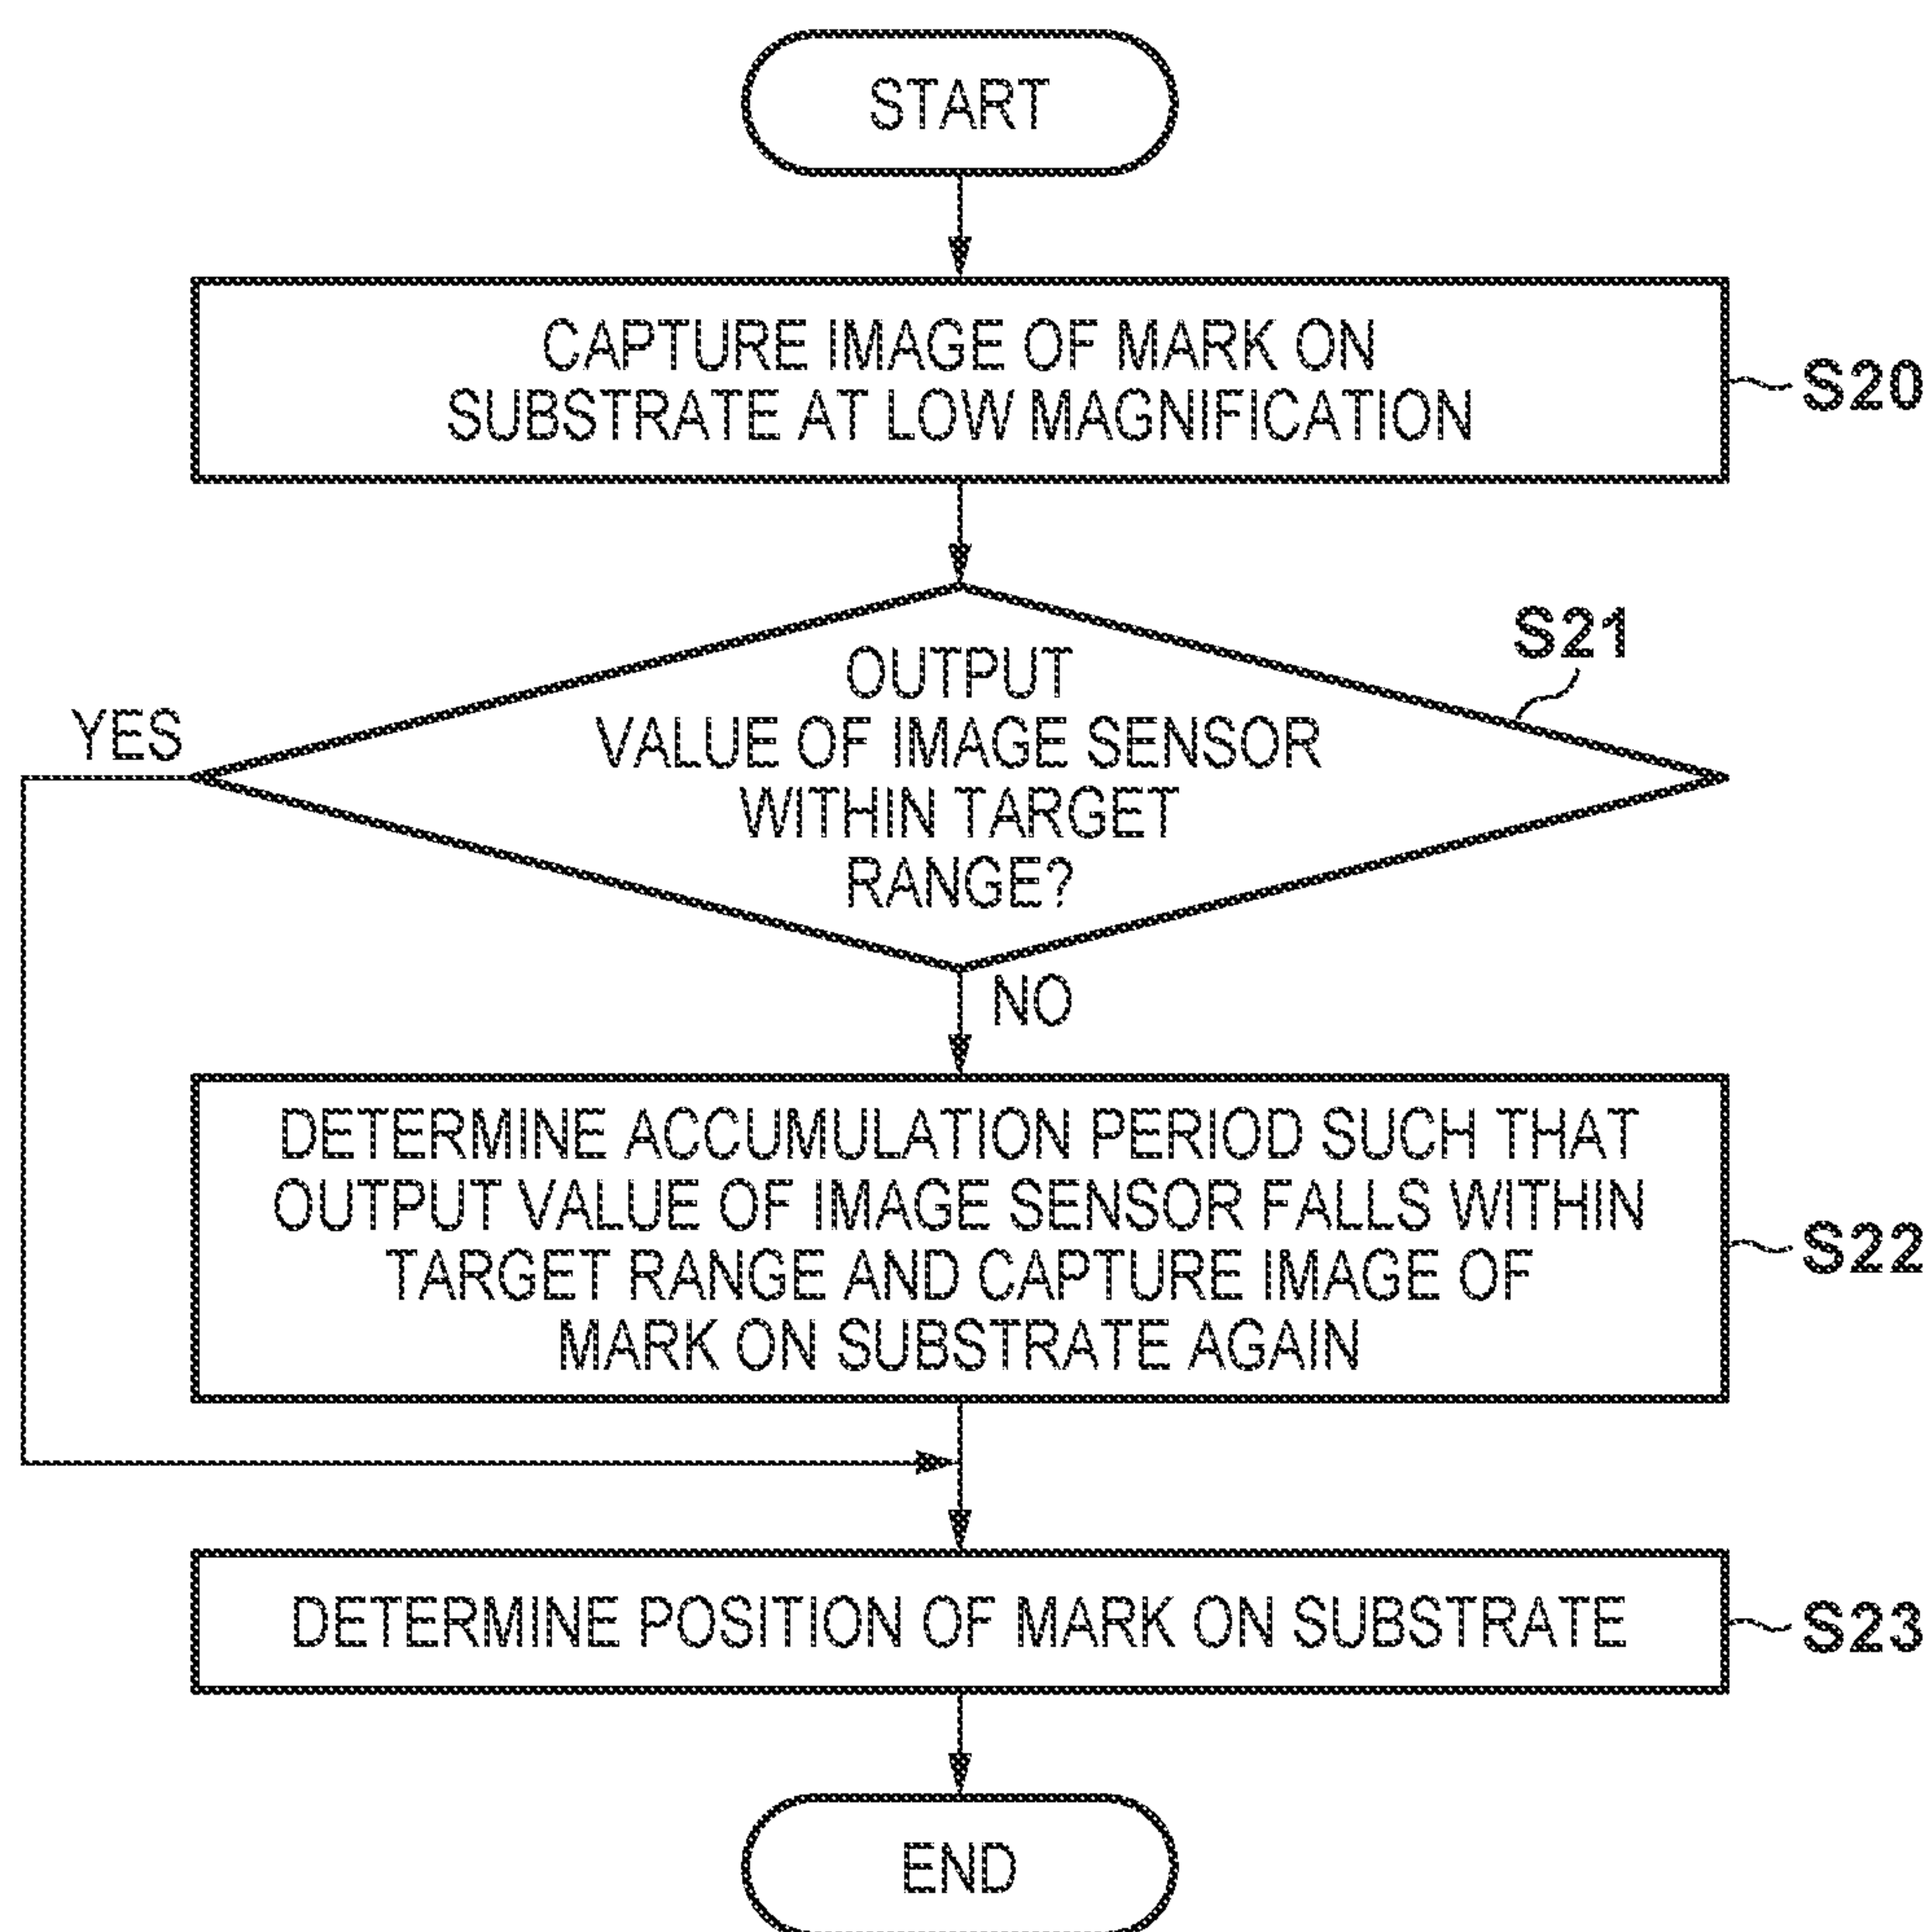 START
CAPTURE IMAGE OF MARK ON
SUBSTRATE AT LOW MAGNIFICATION
S20
S21
OUTPUT
VALUE OF IMAGE SENSOR
WITHIN TARGET
RANGE?
YES
NO
DETERMINE ACCUMULATION PERIOD SUCH THAT
OUTPUT VALUE OF IMAGE SENSOR FALLS WITHIN
TARGET RANGE AND CAPTURE IMAGE OF
MARK ON SUBSTRATE AGAIN
S22
DETERMINE POSITION OF MARK ON SUBSTRATE
S23
END